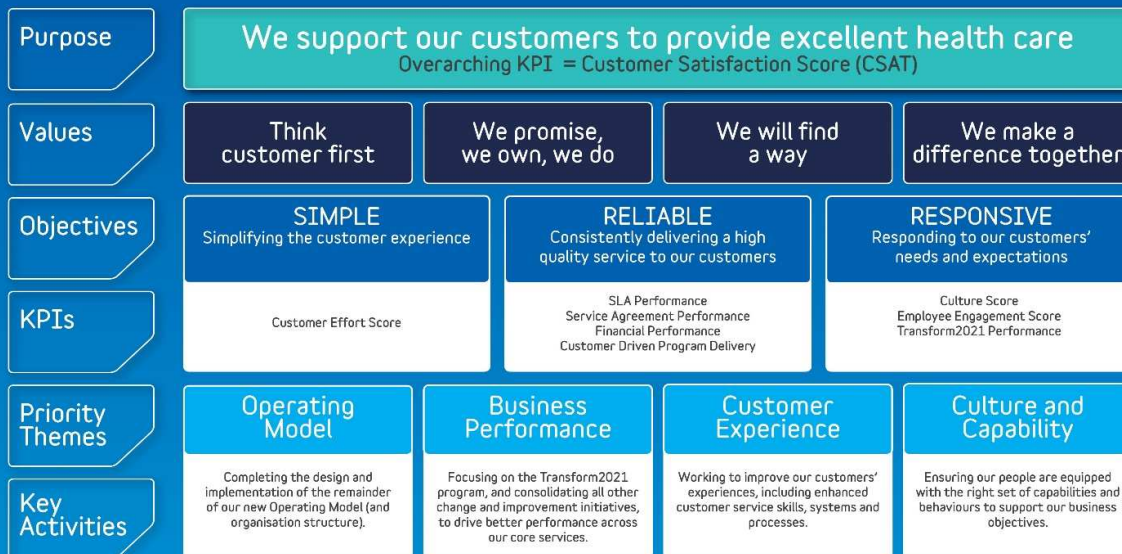 Purpose
We support our customers to provide excellent health care
Overarching KPI = Customer Satisfaction Score (CSAT)
Values
Think
customer first
We promise,
we own, we do
We will find
a way
We make a
difference together
Objectives
SIMPLE
Simplifying the customer experience
RELIABLE
Consistently delivering a high
quality service to our customers
RESPONSIVE
Responding to our customers'
needs and expectations
KPIs
Customer Effort Score
SLA Performance
Service Agreement Performance
Financial Performance
Customer Driven Program Delivery
Culture Score
Employee Engagement Score
Transform2021 Performance
Priority
Themes
Operating
Model
Business
Performance
Customer
Experience
Culture and
Capability
Key
Activities
Completing the design and
implementation of the remainder
of our new Operating Model (and
organisation structure).
Focusing on the Transform2021
program, and consolidating all other
change and improvement initiatives,
to drive better performance across
our core services.
Working to improve our customers'
experiences, including enhanced
customer service skills, systems and
processes.
Ensuring our people are equipped
with the right set of capabilities and
behaviours to support our business
objectives.